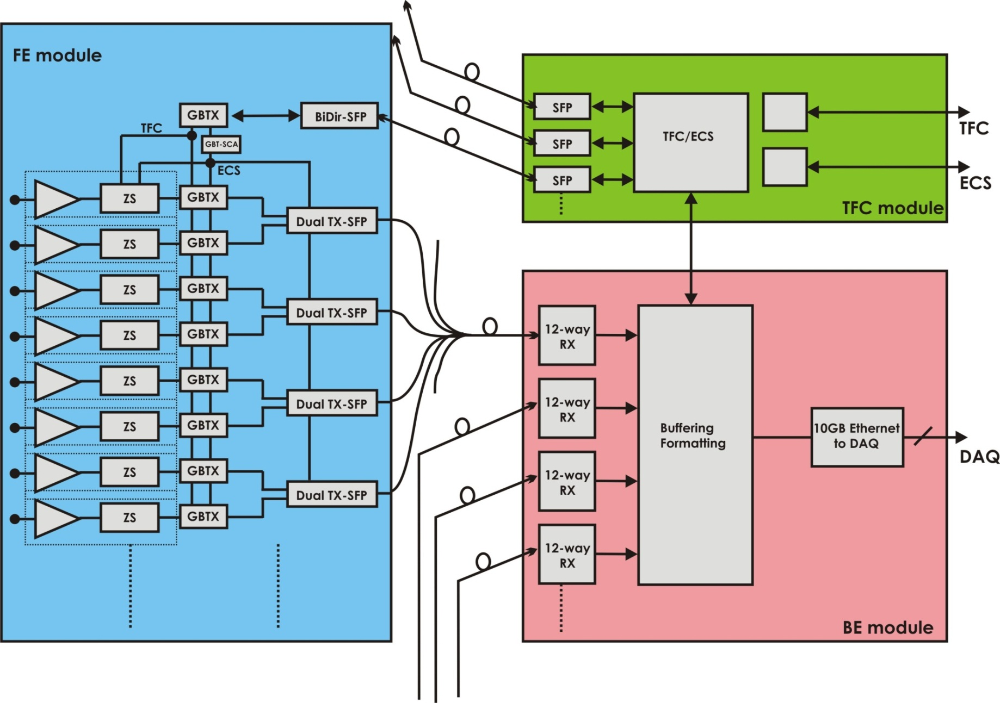 FE module
GBTX
BiDir-SFP
TFC
GBT-SCA
ECS
ZS
GBTX
ZS
GBTX
Dual TX-SFP
ZS
GBTX
ZS
GBTX
Dual TX-SFP
ZS
GBTX
ZS
GBTX
Dual TX-SFP
ZS
GBTX
ZS
GBTX
Dual TX-SFP
SFP
SFP
SFP
TFC/ECS
TFC
ECS
TFC module
12-way
RX
12-way
RX
12-way
RX
12-way
RX
Buffering
Formatting
10GB Ethernet
to DAQ
DAQ
BE module